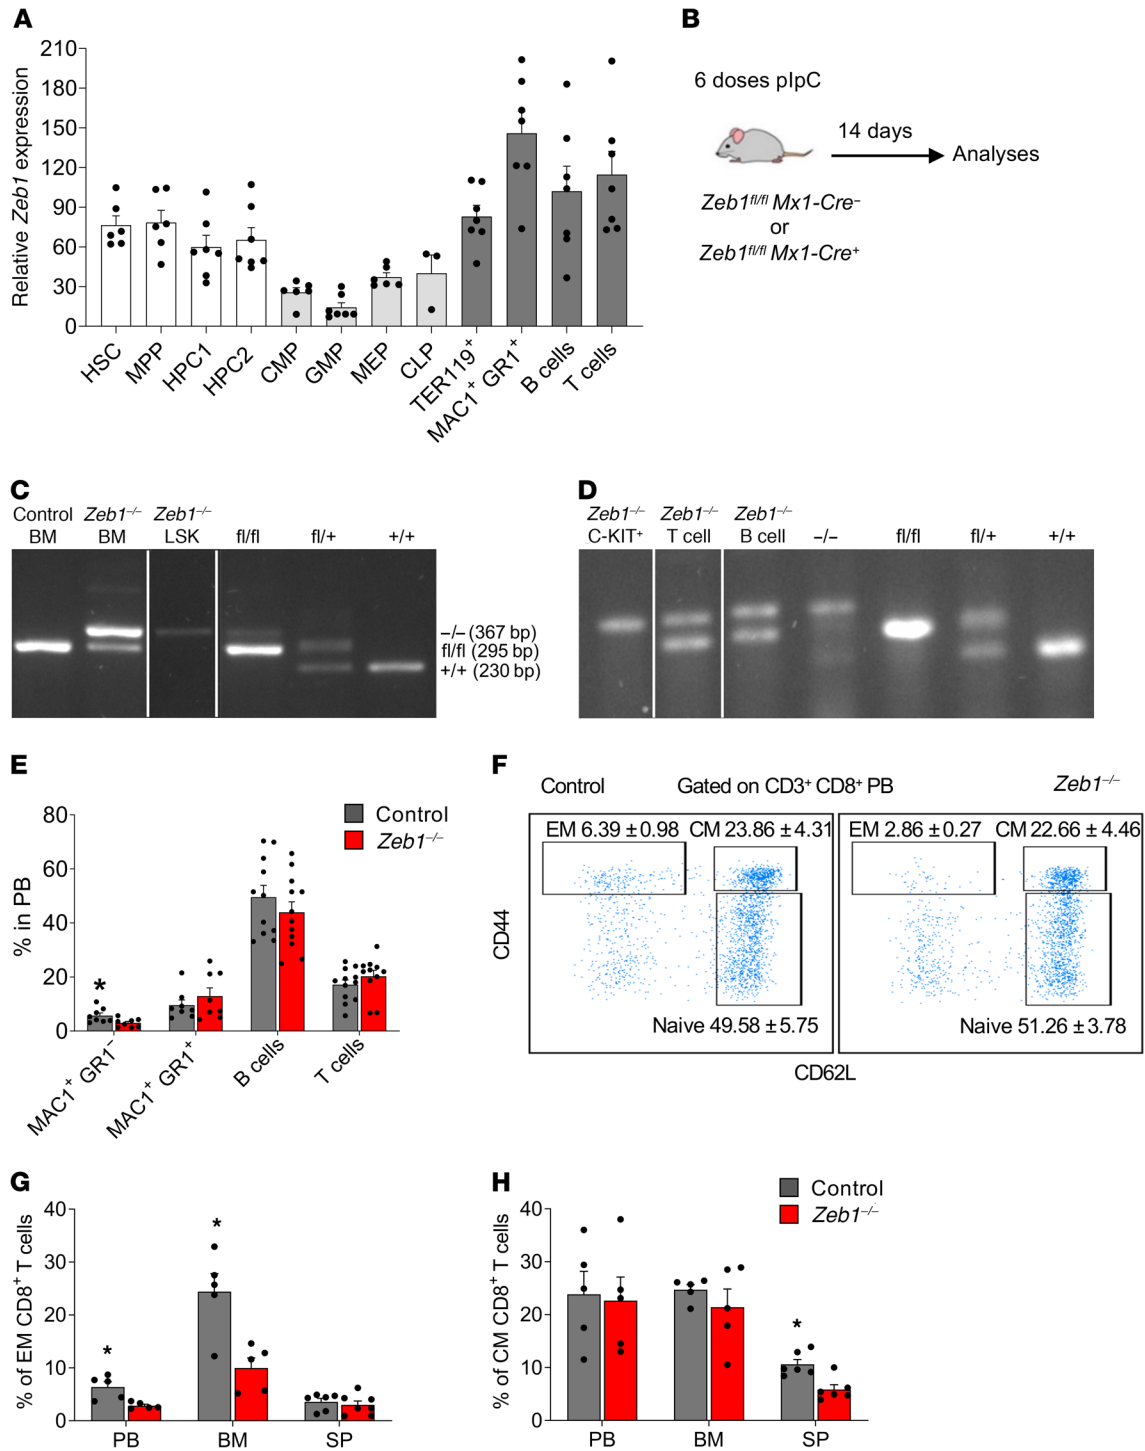 A
Relative Zeb1 expression
210
180
150
120
90
60
30
0
HSC
MPP
HPC1
HPC2
CMP
GMP
MEP
CLP
TER119+
MAC1+ GR1+
B cells
T cells
B
6 doses pIpC
14 days
Analyses
Zeb1fl/fl Mx1-Cre–
or
Zeb1fl/fl Mx1-Cre+
C
Control BM
Zeb1–/– BM
Zeb1–/– LSK
fl/fl
fl/+
+/+
–/– (367 bp)
fl/fl (295 bp)
+/+ (230 bp)
D
Zeb1–/– C-KIT+
Zeb1–/– T cell
Zeb1–/– B cell
–/–
fl/fl
fl/+
+/+
E
% in PB
80
60
40
20
0
Control
Zeb1–/–
*
MAC1+ GR1–
MAC1+ GR1+
B cells
T cells
F
Control
Gated on CD3+ CD8+ PB
Zeb1–/–
EM 6.39 ± 0.98
CM 23.86 ± 4.31
EM 2.86 ± 0.27
CM 22.66 ± 4.46
CD44
Naive 49.58 ± 5.75
Naive 51.26 ± 3.78
CD62L
G
% of EM CD8+ T cells
40
30
20
10
0
*
*
PB
BM
SP
H
Control
Zeb1–/–
% of CM CD8+ T cells
40
30
20
10
0
*
PB
BM
SP